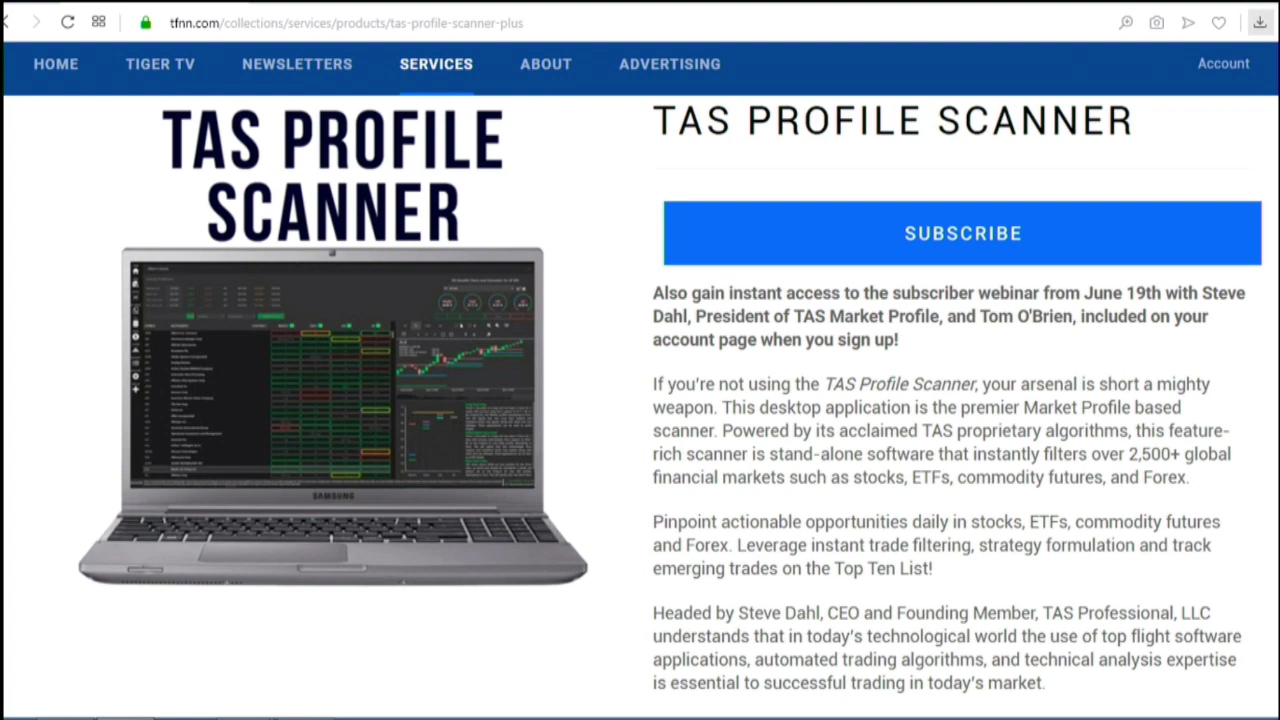 tfnn.com/collections/services/products/tas-profile-scanner-plus
HOME TIGER TV NEWSLETTERS SERVICES ABOUT ADVERTISING Account
TAS PROFILE
SCANNER
SAMSUNG
TAS PROFILE SCANNER
SUBSCRIBE
Also gain instant access to the subscriber webinar from June 19th with Steve
Dahl, President of TAS Market Profile, and Tom O'Brien, included on your
account page when you sign up!
If you're not using the TAS Profile Scanner, your arsenal is short a mighty
weapon. This desktop application is the premier Market Profile based
scanner. Powered by its acclaimed TAS proprietary algorithms, this feature-
rich scanner is stand-alone software that instantly filters over 2,500+ global
financial markets such as stocks, ETFs, commodity futures, and Forex.
Pinpoint actionable opportunities daily in stocks, ETFs, commodity futures
and Forex. Leverage instant trade filtering, strategy formulation and track
emerging trades on the Top Ten List!
Headed by Steve Dahl, CEO and Founding Member, TAS Professional, LLC
understands that in today's technological world the use of top flight software
applications, automated trading algorithms, and technical analysis expertise
is essential to successful trading in today's market.